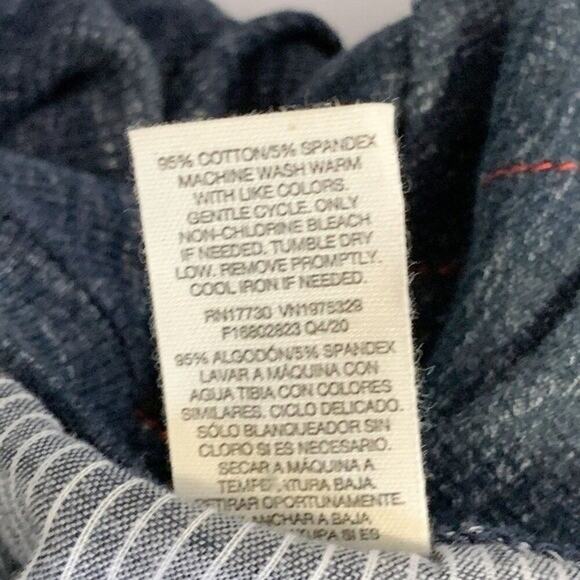 95% COTTON/5% SPANDEX
MACHINE WASH WARM
WITH LIKE COLORS.
GENTLE CYCLE. ONLY
NON-CHLORINE BLEACH
IF NEEDED. TUMBLE DRY
LOW. REMOVE PROMPTLY.
COOL IRON IF NEEDED.
RN17730 VN1975329
F16802823 Q4/20
95% ALGODÓN/5% SPANDEX
LAVAR A MÁQUINA CON
AGUA TIBIA CON COLORES
SIMILARES. CICLO DELICADO.
SÓLO BLANQUEADOR SIN
CLORO SI ES NECESARIO.
SECAR A MÁQUINA A
BAJA.
OPORTUNAMENTE.
A BAJA
SI ES